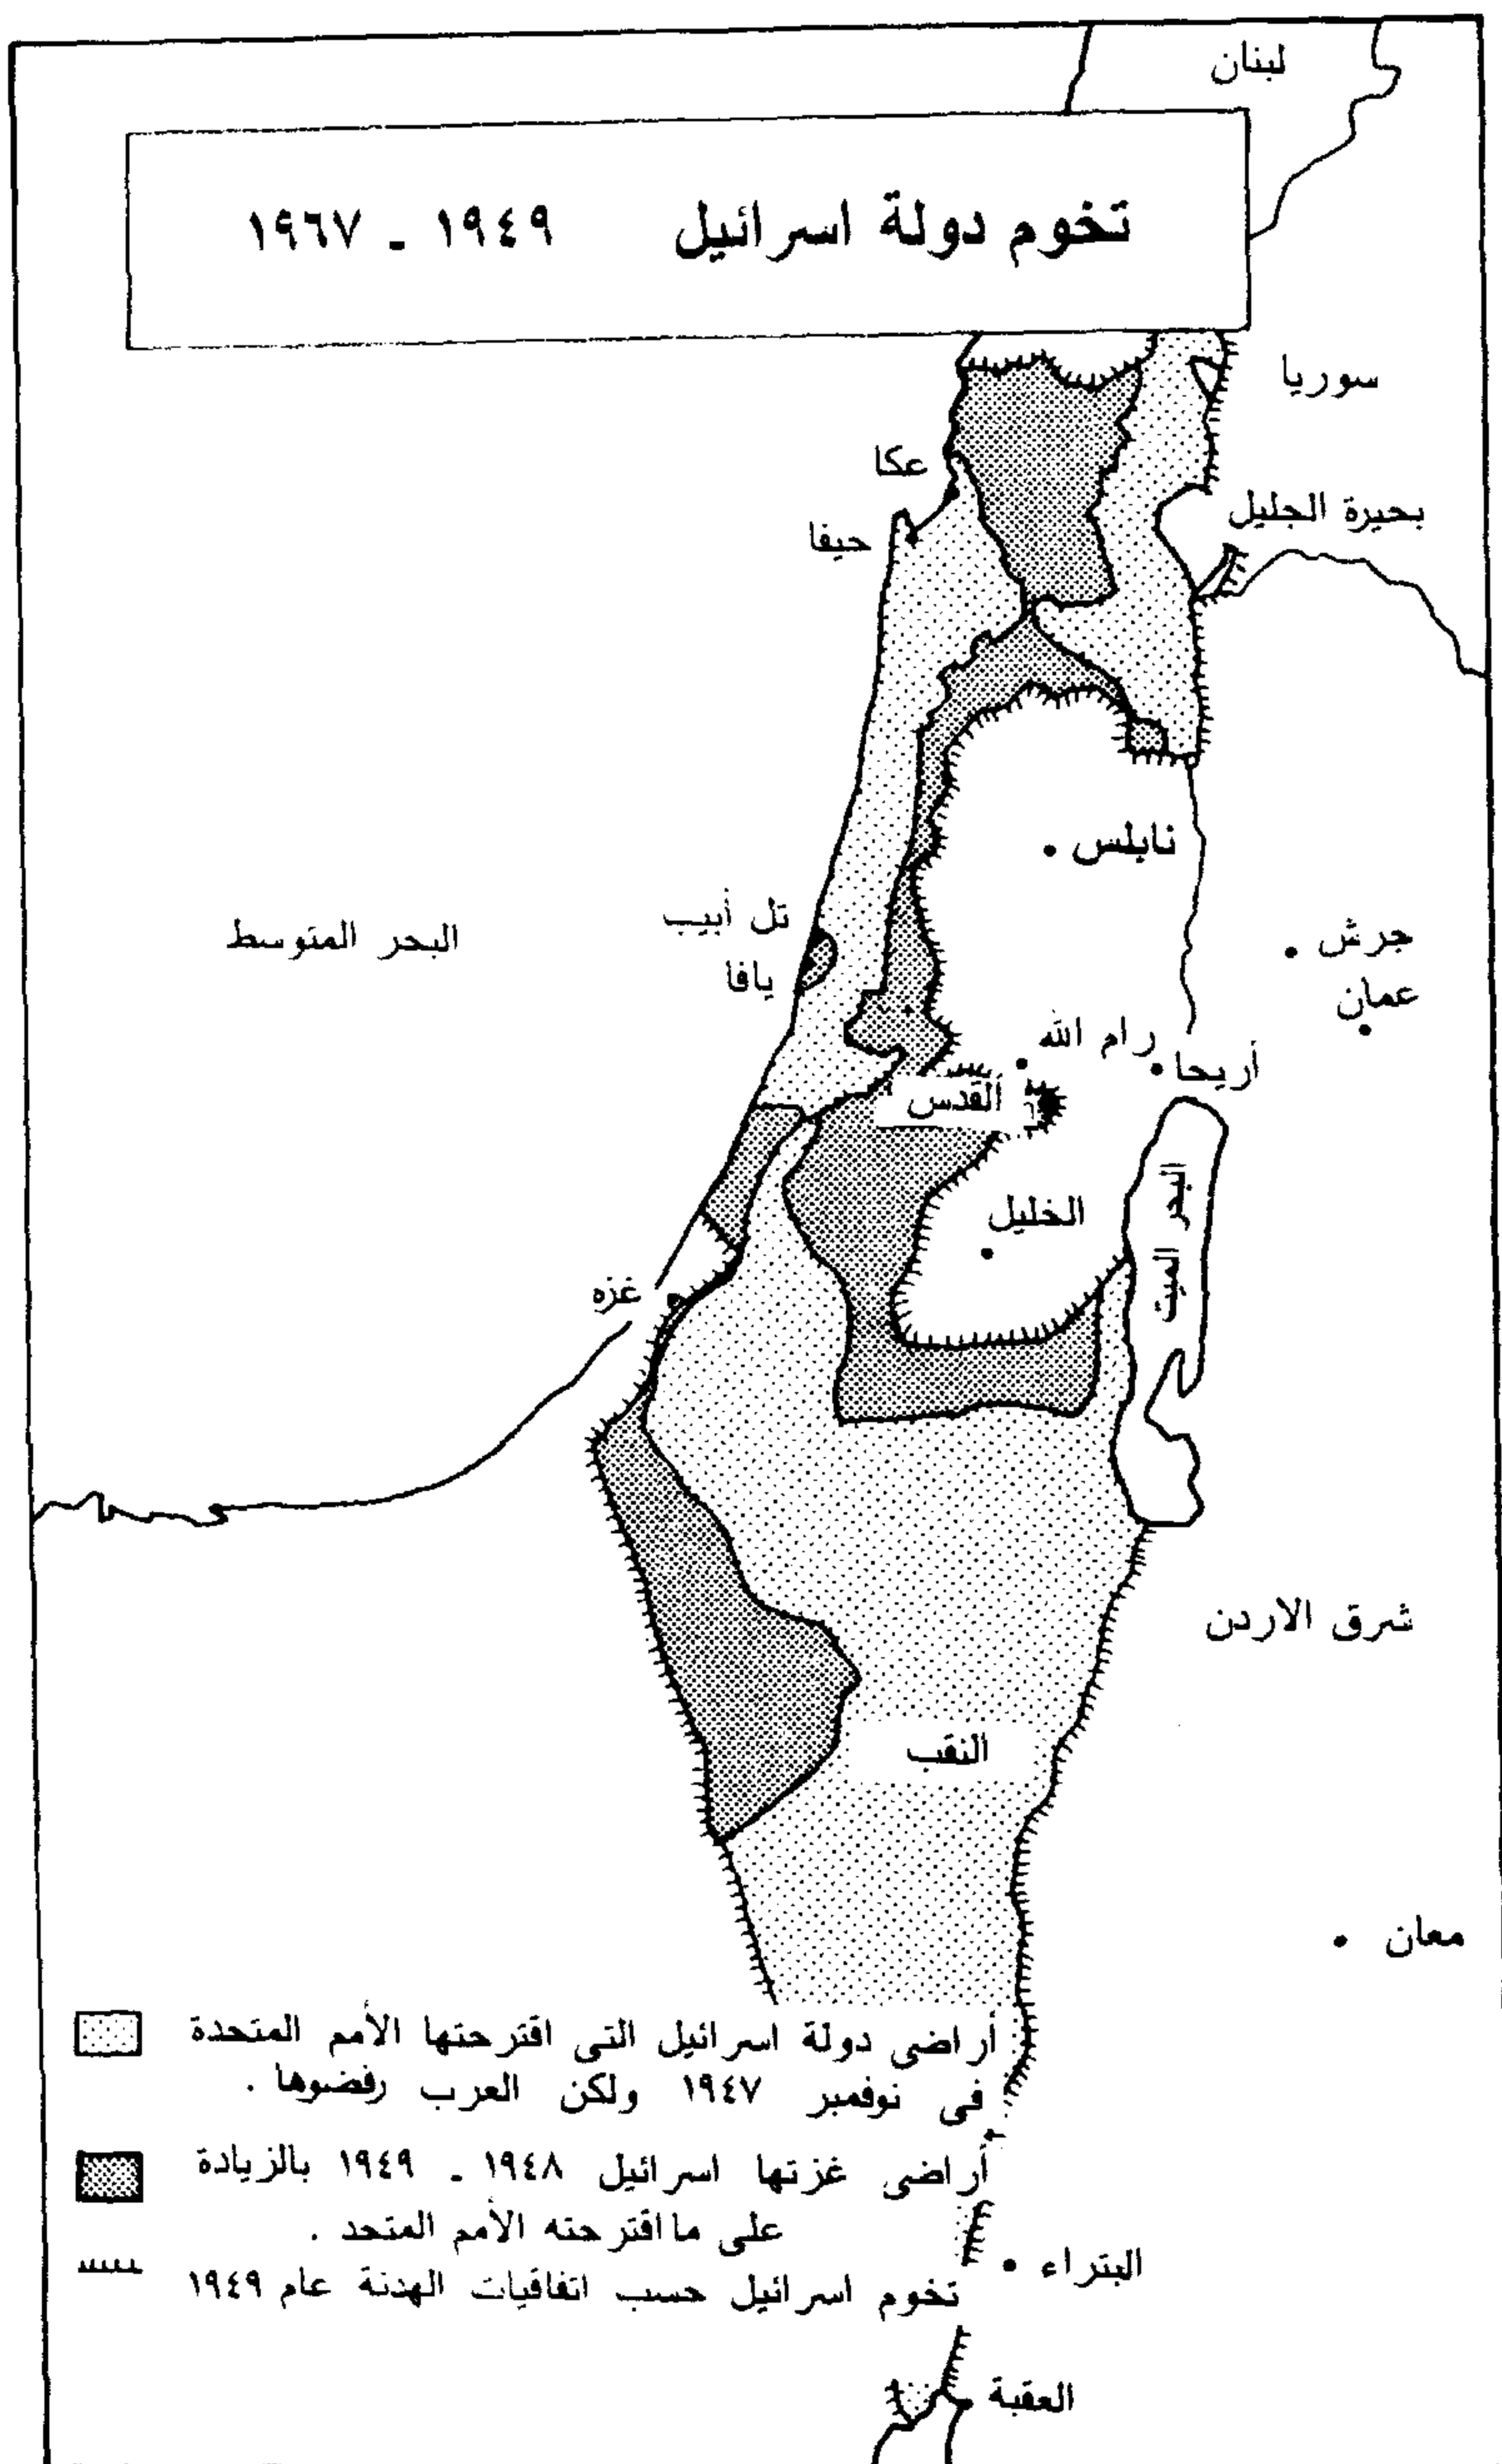 لبنان
تخوم دولة اسرائيل ١٩٤٩ - ١٩٦٧
سوريا
عكا
بحيرة الجليل
حيفا
نابلس
تل أبيب
البحر المتوسط
جرش
يافا
عمان
رام الله
أريحا
ألقدس
البحر الميت
الخليل
غزه
شرق الاردن
النقب
معان
أراضى دولة اسرائيل التى اقترحتها الأمم المتحدة
فى نوفمبر ١٩٤٧ ولكن العرب رفضوها .
أراضى غزتها اسرائيل ١٩٤٨ - ١٩٤٩ بالزيادة
على ما اقترحته الأمم المتحد .
البتراء
تخوم اسرائيل حسب اتفاقيات الهدنة عام ١٩٤٩
العقبة